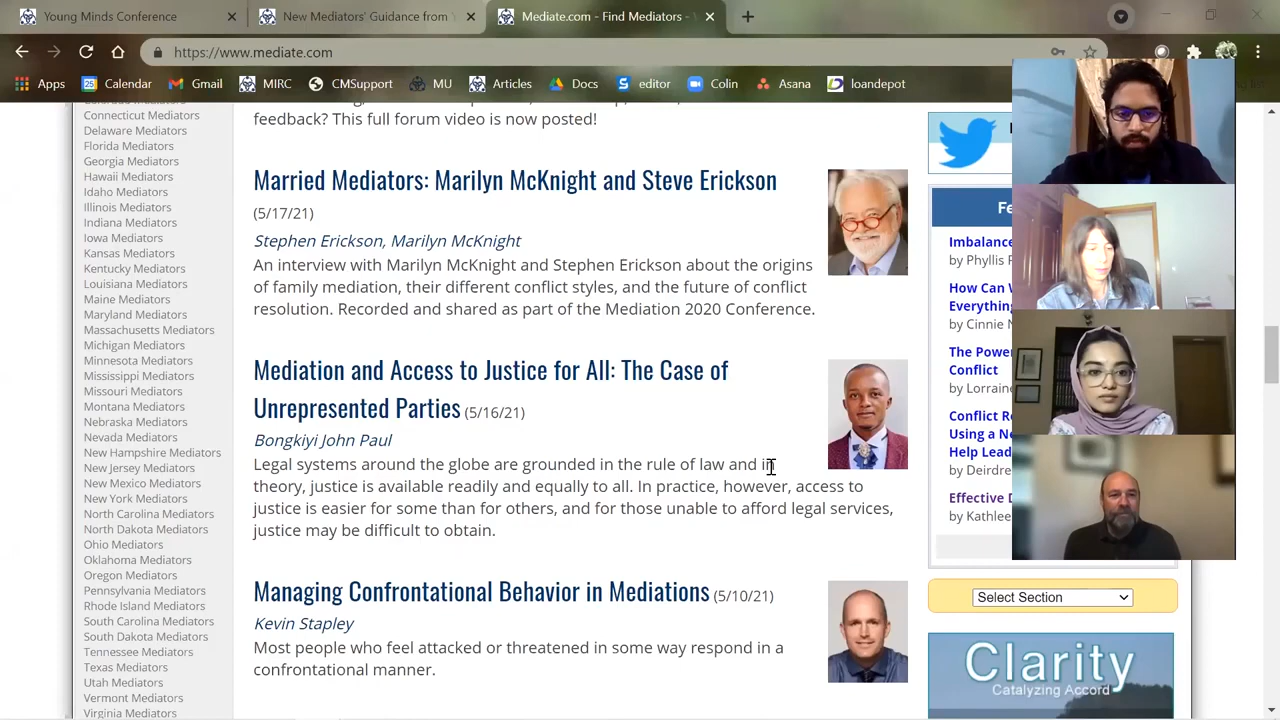 Young Minds Conference
New Mediators' Guidance from
Mediate.com - Find Mediators -
https://www.mediate.com
Apps
Calendar
Gmail
MIRC
CMSupport
MU
Articles
Docs
editor
Colin
Asana
loandepot
Connecticut Mediators
Delaware Mediators
Florida Mediators
Georgia Mediators
Hawaii Mediators
Idaho Mediators
Illinois Mediators
Indiana Mediators
Iowa Mediators
Kansas Mediators
Kentucky Mediators
Louisiana Mediators
Maine Mediators
Maryland Mediators
Massachusetts Mediators
Michigan Mediators
Minnesota Mediators
Mississippi Mediators
Missouri Mediators
Montana Mediators
Nebraska Mediators
Nevada Mediators
New Hampshire Mediators
New Jersey Mediators
New Mexico Mediators
New York Mediators
North Carolina Mediators
North Dakota Mediators
Ohio Mediators
Oklahoma Mediators
Oregon Mediators
Pennsylvania Mediators
Rhode Island Mediators
South Carolina Mediators
South Dakota Mediators
Tennessee Mediators
Texas Mediators
Utah Mediators
Vermont Mediators
Virginia Mediators
feedback? This full forum video is now posted!
Married Mediators: Marilyn McKnight and Steve Erickson
(5/17/21)
Stephen Erickson, Marilyn McKnight
An interview with Marilyn McKnight and Stephen Erickson about the origins
of family mediation, their different conflict styles, and the future of conflict
resolution. Recorded and shared as part of the Mediation 2020 Conference.
Mediation and Access to Justice for All: The Case of
Unrepresented Parties (5/16/21)
Bongkiyi John Paul
Legal systems around the globe are grounded in the rule of law and in
theory, justice is available readily and equally to all. In practice, however, access to
justice is easier for some than for others, and for those unable to afford legal services,
justice may be difficult to obtain.
Managing Confrontational Behavior in Mediations (5/10/21)
Kevin Stapley
Most people who feel attacked or threatened in some way respond in a
confrontational manner.
Imbalance
by Phyllis
How Can
Everything
by Cinnie
The Power
Conflict
by Lorraine
Conflict
Using a
Help
by Deirdre
Effective
by
Select Section
Clarity
Catalyzing Accord